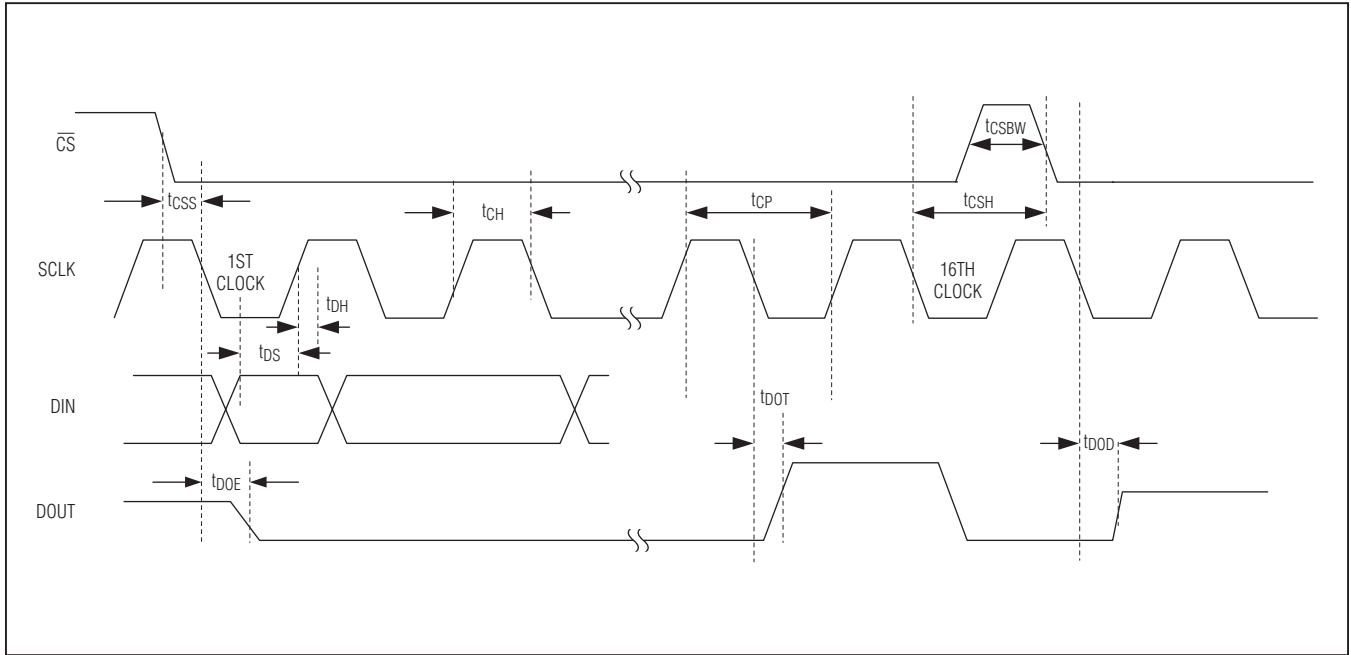 CS
tCSBW
tCSS
tCH
tCP
tCSH
SCLK
1ST
CLOCK
16TH
CLOCK
tDH
tDS
DIN
tDOT
tDOD
tDOE
DOUT